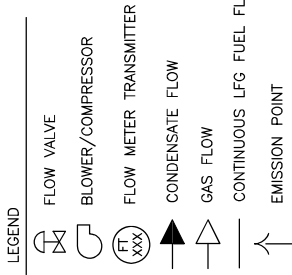 LEGEND
FLOW VALVE
BLOWER/COMPRESSOR
FT
XXX
FLOW METER TRANSMITTER
CONDENSATE FLOW
GAS FLOW
CONTINUOUS LFG FUEL
EMISSION POINT